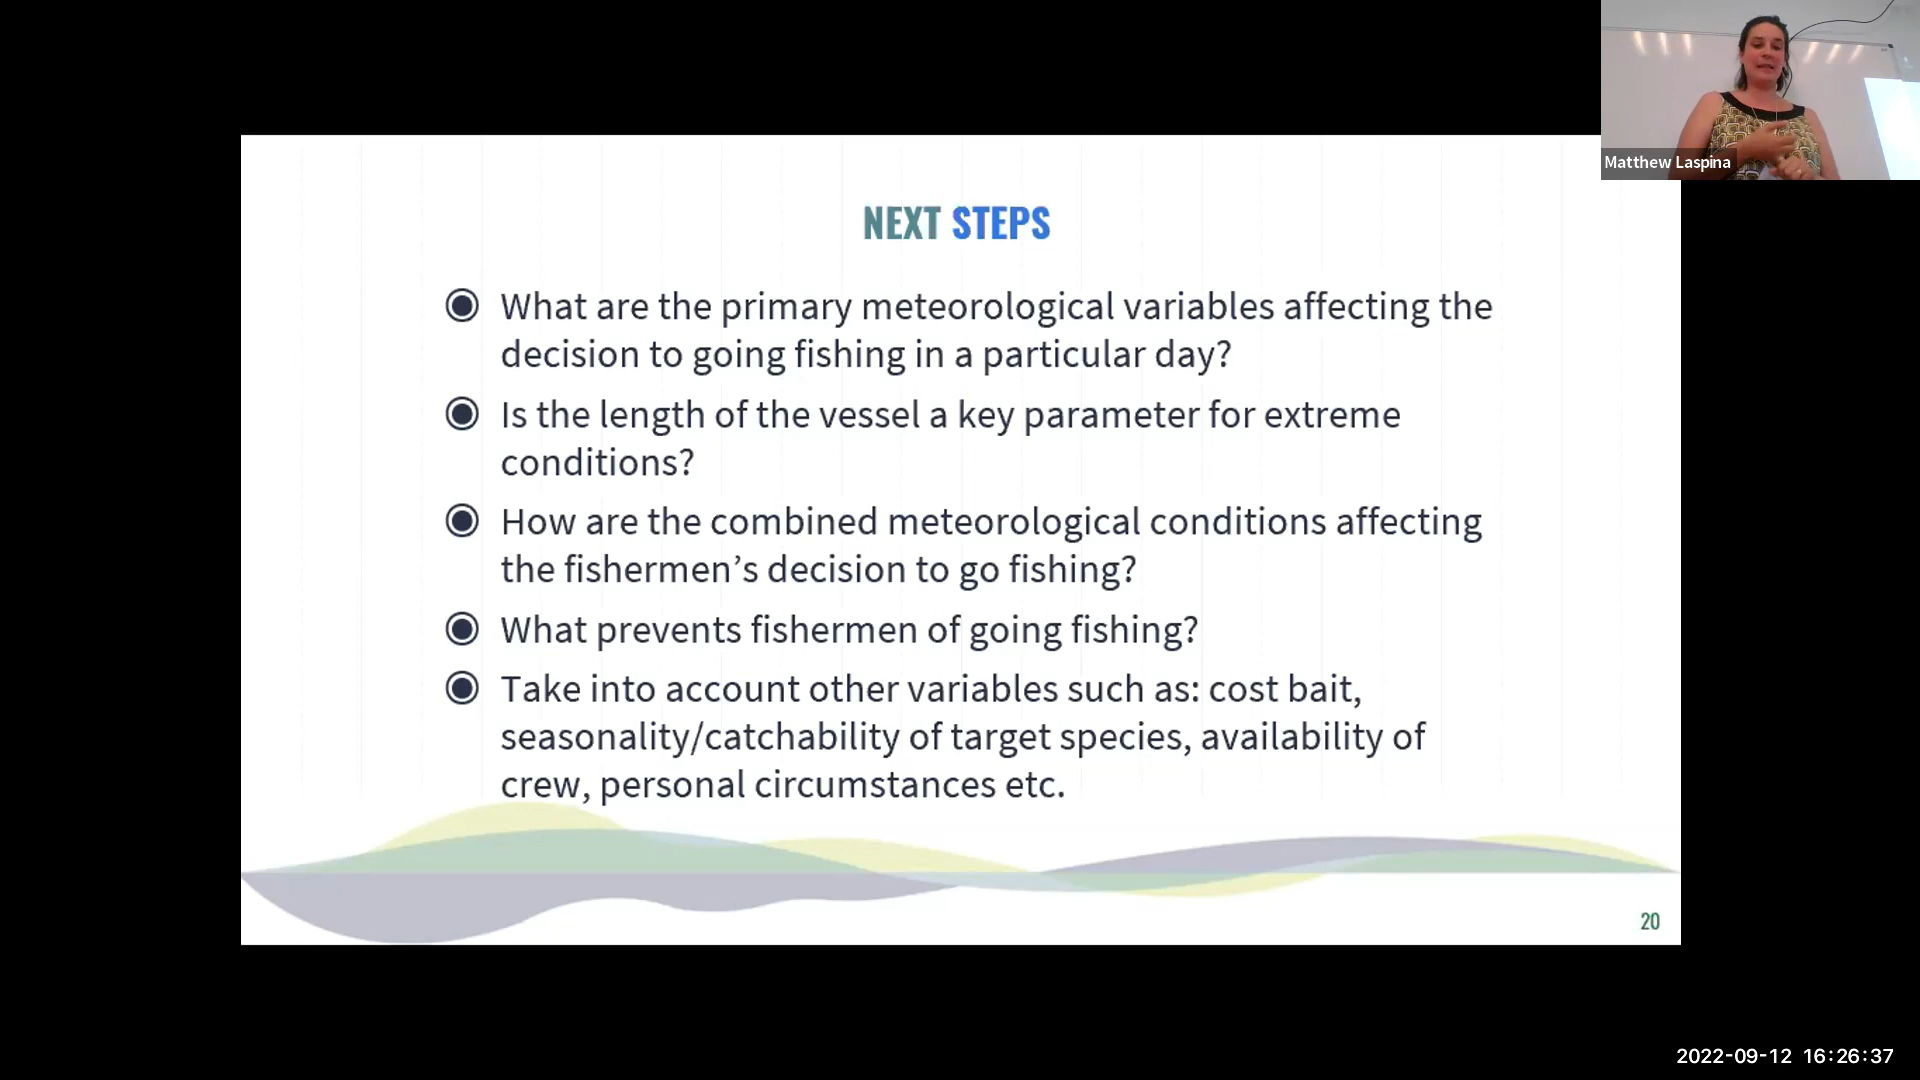 Matthew Laspina
NEXT STEPS
What are the primary meteorological variables affecting the
decision to going fishing in a particular day?
Is the length of the vessel a key parameter for extreme
conditions?
How are the combined meteorological conditions affecting
the fishermen’s decision to go fishing?
What prevents fishermen of going fishing?
Take into account other variables such as: cost bait,
seasonality/catchability of target species, availability of
crew, personal circumstances etc.
20
2022-09-12 16:26:37